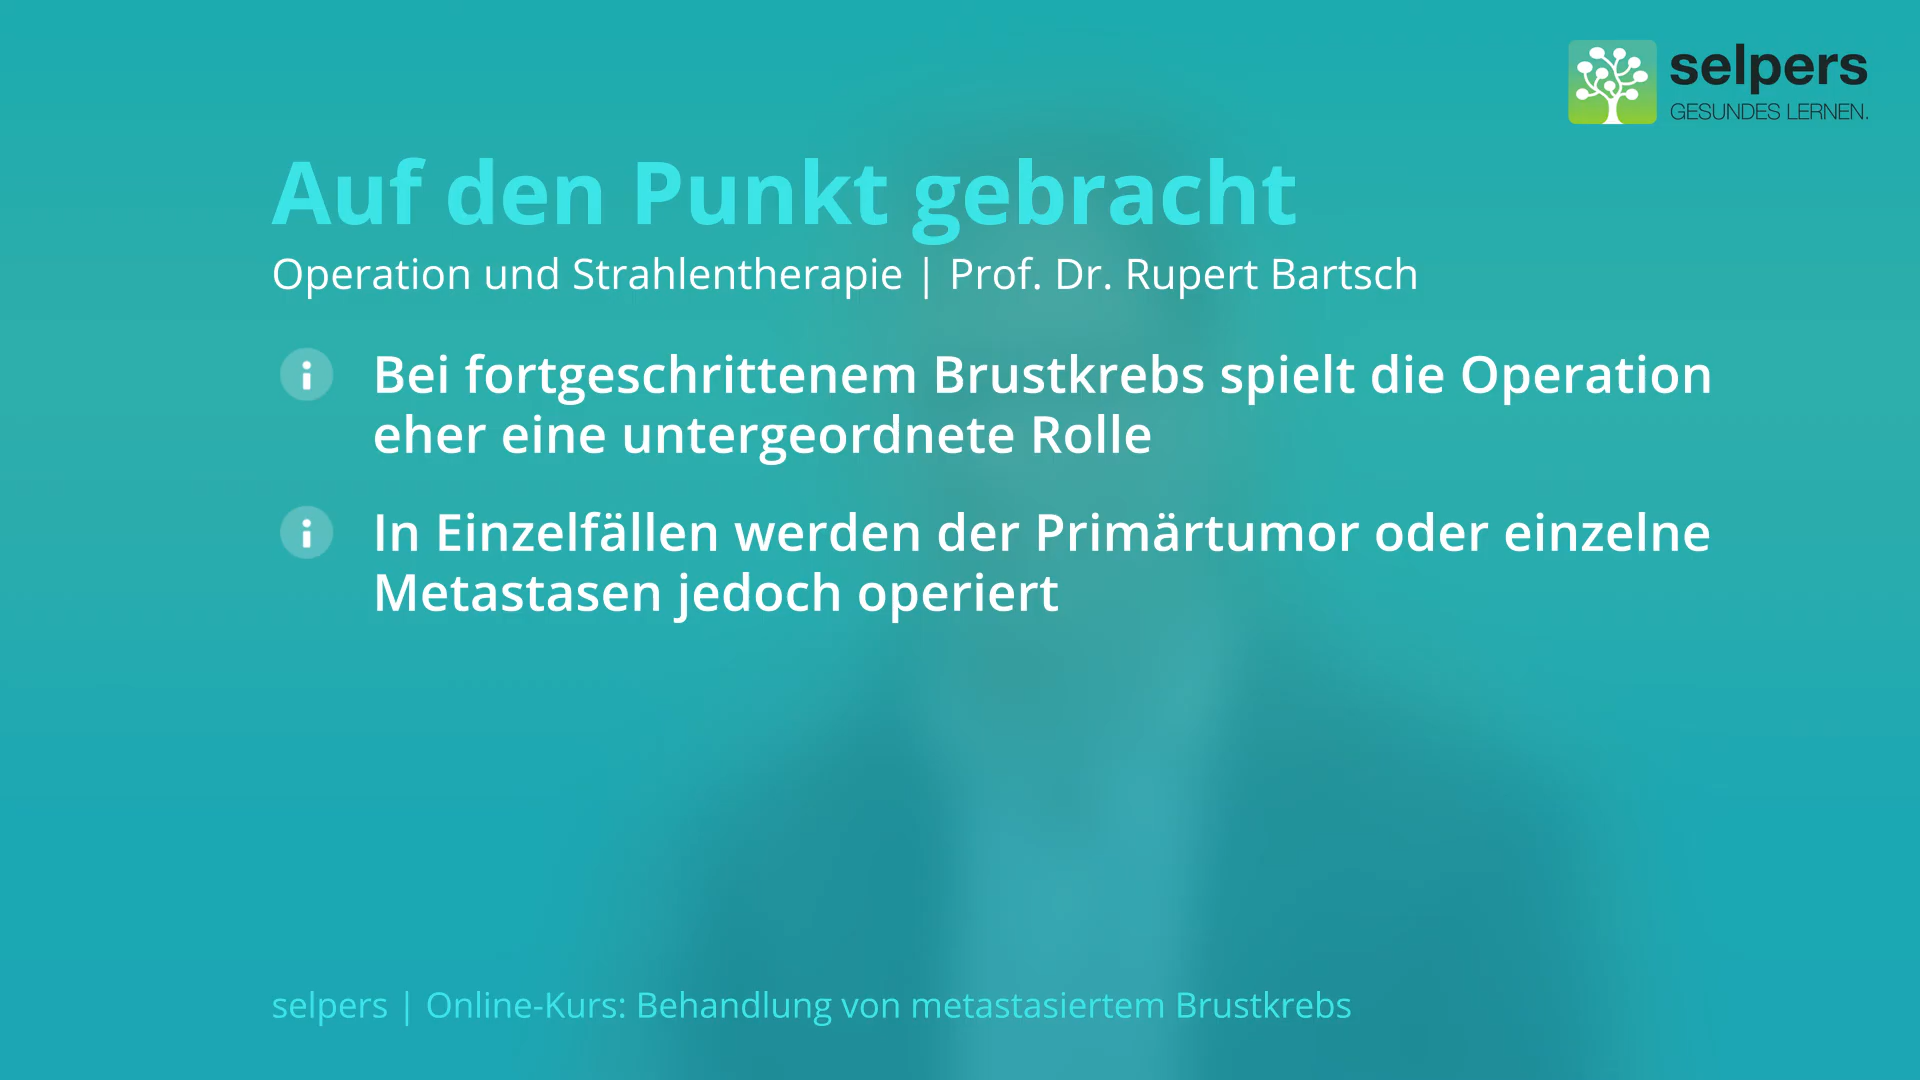 selpers
GESUNDES LERNEN.
Auf den Punkt gebracht
Operation und Strahlentherapie | Prof. Dr. Rupert Bartsch
Bei fortgeschrittenem Brustkrebs spielt die Operation
eher eine untergeordnete Rolle
In Einzelfällen werden der Primärtumor oder einzelne
Metastasen jedoch operiert
selpers | Online-Kurs: Behandlung von metastasiertem Brustkrebs